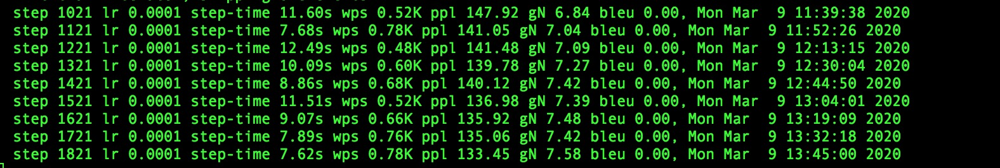 step 1021 lr 0.0001 step-time 11.60s wps 0.52K ppl 147.92 gN 6.84 bleu 0.00, Mon Mar  9 11:39:38 2020
step 1121 lr 0.0001 step-time 7.68s wps 0.78K ppl 141.05 gN 7.04 bleu 0.00, Mon Mar  9 11:52:26 2020
step 1221 lr 0.0001 step-time 12.49s wps 0.48K ppl 141.48 gN 7.09 bleu 0.00, Mon Mar  9 12:13:15 2020
step 1321 lr 0.0001 step-time 10.09s wps 0.60K ppl 139.78 gN 7.27 bleu 0.00, Mon Mar  9 12:30:04 2020
step 1421 lr 0.0001 step-time 8.86s wps 0.68K ppl 140.12 gN 7.42 bleu 0.00, Mon Mar  9 12:44:50 2020
step 1521 lr 0.0001 step-time 11.51s wps 0.52K ppl 136.98 gN 7.39 bleu 0.00, Mon Mar  9 13:04:01 2020
step 1621 lr 0.0001 step-time 9.07s wps 0.66K ppl 135.92 gN 7.48 bleu 0.00, Mon Mar  9 13:19:09 2020
step 1721 lr 0.0001 step-time 7.89s wps 0.76K ppl 135.06 gN 7.42 bleu 0.00, Mon Mar  9 13:32:18 2020
step 1821 lr 0.0001 step-time 7.62s wps 0.78K ppl 133.45 gN 7.58 bleu 0.00, Mon Mar  9 13:45:00 2020